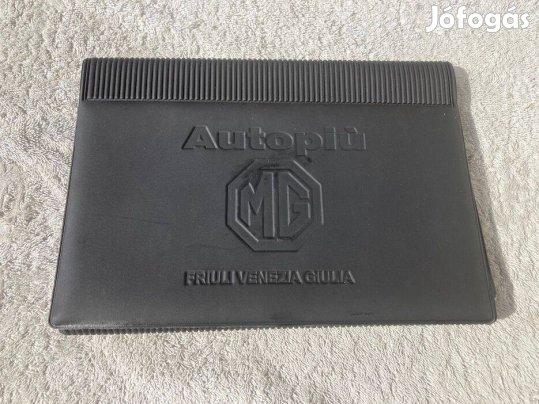 Jófogás
Autopiù
MG
FRIULI VENEZIA GIULIA